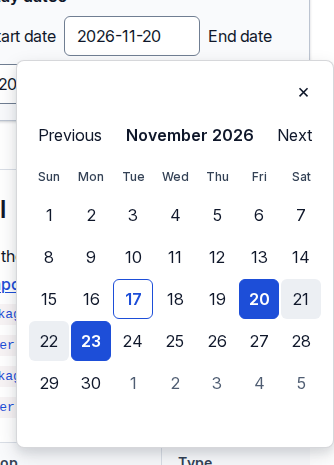 art date 2026-11-20 End date
20
×
Previous November 2026 Next
Sun Mon Tue Wed Thu Fri Sat
1 2 3 4 5 6 7
8 9 10 11 12 13 14
15 16 17 18 19 20 21
22 23 24 25 26 27 28
29 30 1 2 3 4 5
Type